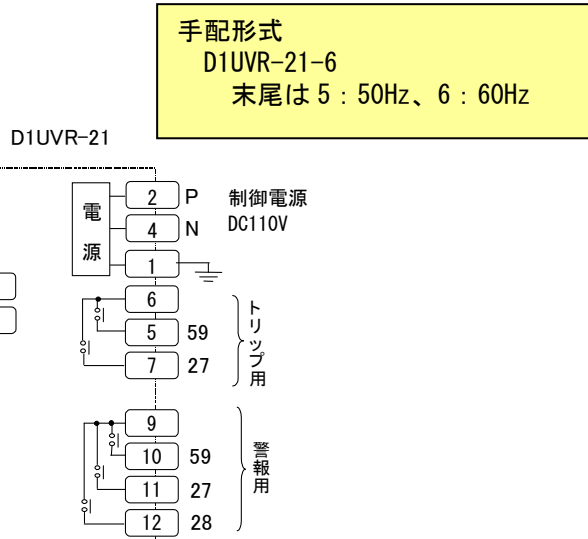 手配形式
D1UVR-21-6
末尾は 5：50Hz、6：60Hz
D1UVR-21
電源
2 P
4 N
1
制御電源
DC110V
6
5 59
7 27
トリップ用
9
10 59
11 27
12 28
警報用